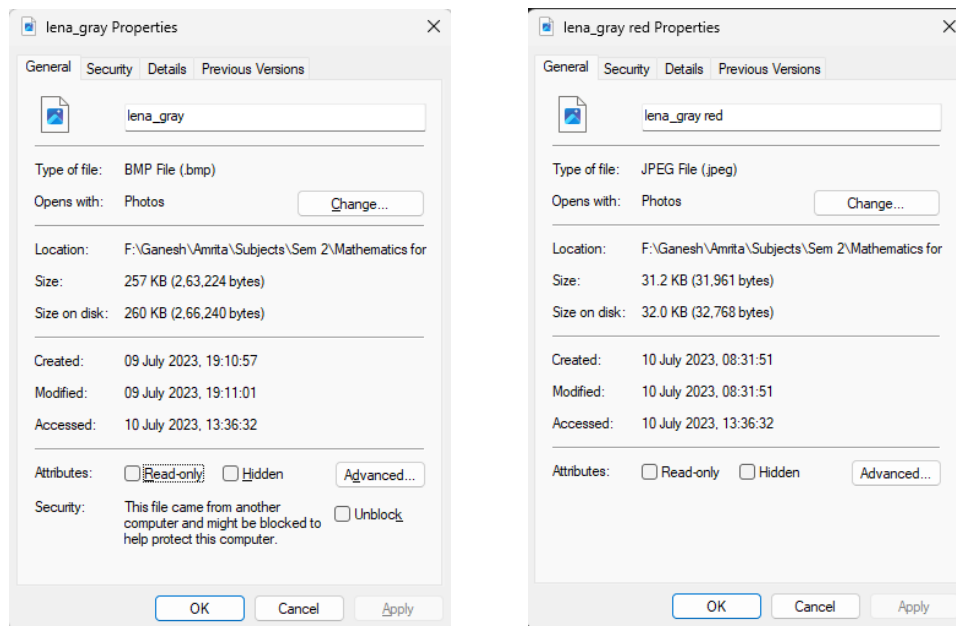 lena_gray Properties
General Security Details Previous Versions
lena_gray
Type of file: BMP File (.bmp)
Opens with: Photos Change...
Location: F:\Ganesh\Amrita\Subjects\Sem 2\Mathematics for
Size: 257 KB (2,63,224 bytes)
Size on disk: 260 KB (2,66,240 bytes)
Created: 09 July 2023, 19:10:57
Modified: 09 July 2023, 19:11:01
Accessed: 10 July 2023, 13:36:32
Attributes: Read-only Hidden Advanced...
Security: This file came from another
computer and might be blocked to
help protect this computer.
Unblock
OK Cancel Apply
lena_gray red Properties
General Security Details Previous Versions
lena_gray red
Type of file: JPEG File (.jpeg)
Opens with: Photos Change...
Location: F:\Ganesh\Amrita\Subjects\Sem 2\Mathematics for
Size: 31.2 KB (31,961 bytes)
Size on disk: 32.0 KB (32,768 bytes)
Created: 10 July 2023, 08:31:51
Modified: 10 July 2023, 08:31:51
Accessed: 10 July 2023, 13:36:32
Attributes: Read-only Hidden Advanced...
OK Cancel Apply